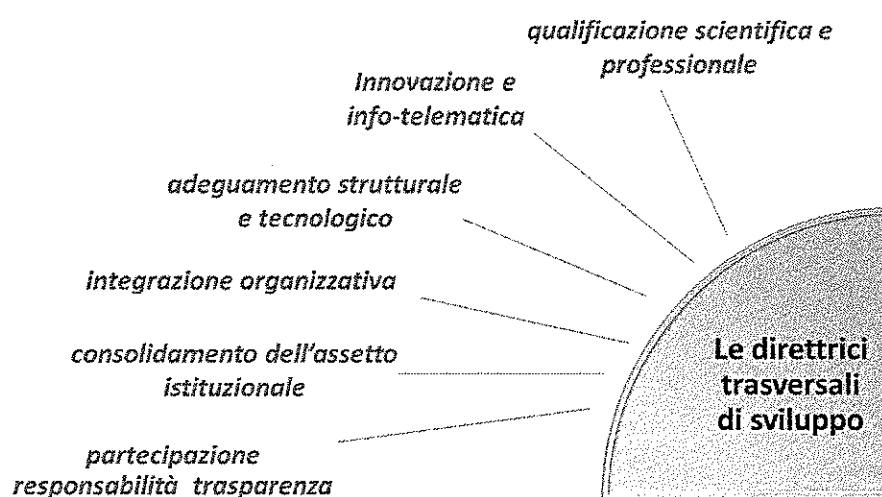 qualificazione scientifica e
professionale
Innovazione e
info-telematica
adeguamento strutturale
e tecnologico
integrazione organizzativa
consolidamento dell'assetto
istituzionale
partecipazione
responsabilità trasparenza
Le direttrici
trasversali
di sviluppo